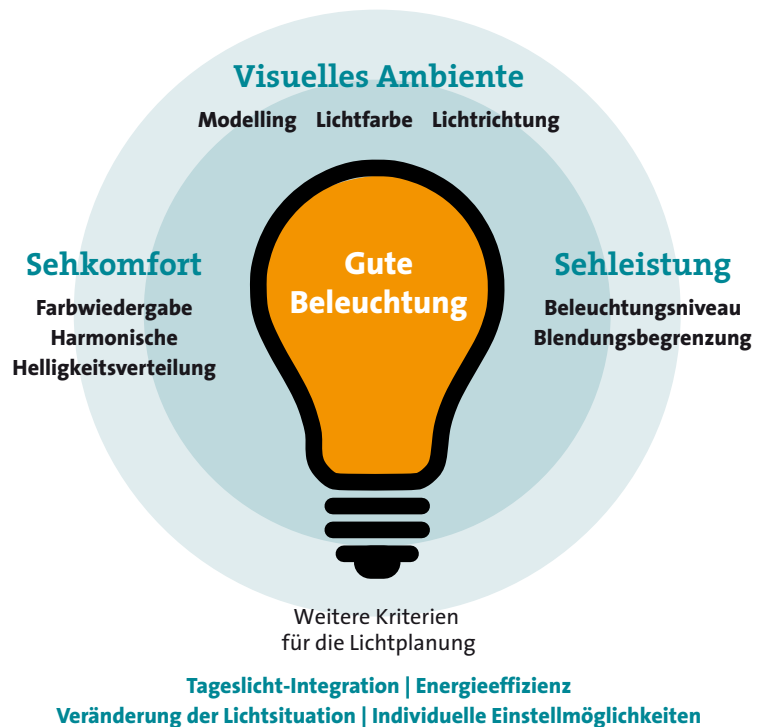 Visuelles Ambiente
Modelling Lichtfarbe Lichtrichtung
Sehkomfort
Farbwiedergabe
Harmonische
Helligkeitsverteilung
Gute
Beleuchtung
Sehleistung
Beleuchtungsniveau
Blendungsbegrenzung
Weitere Kriterien
für die Lichtplanung
Tageslicht-Integration | Energieeffizienz
Veränderung der Lichtsituation | Individuelle Einstellmöglichkeiten